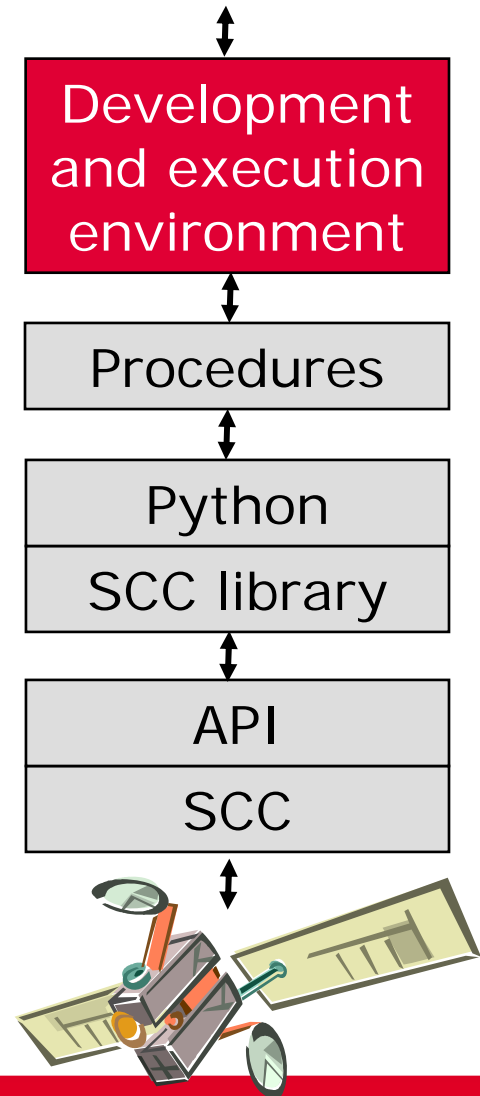 Development
and execution
environment
Procedures
Python
SCC library
API
SCC